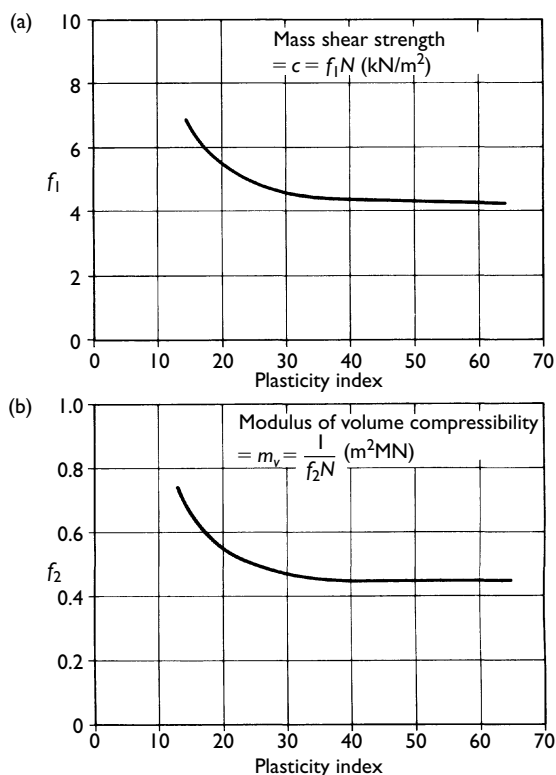 (a)
10
8
6
4
2
0
f₁
Mass shear strength
= c = f₁N (kN/m²)
0 10 20 30 40 50 60 70
Plasticity index
(b)
1.0
0.8
0.6
0.4
0.2
0
f₂
Modulus of volume compressibility
= mᵥ = 1/f₂N (m²MN)
0 10 20 30 40 50 60 70
Plasticity index